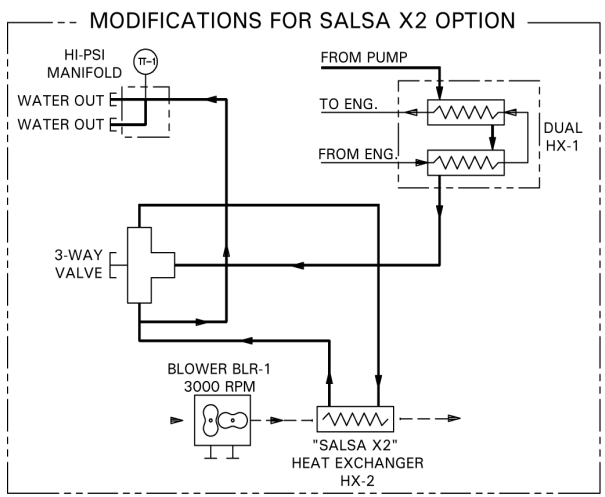 MODIFICATIONS FOR SALSA X2 OPTION
HI-PSI
MANIFOLD
TI-1
WATER OUT
WATER OUT
FROM PUMP
TO ENG.
FROM ENG.
DUAL
HX-1
3-WAY
VALVE
BLOWER BLR-1
3000 RPM
"SALSA X2"
HEAT EXCHANGER
HX-2